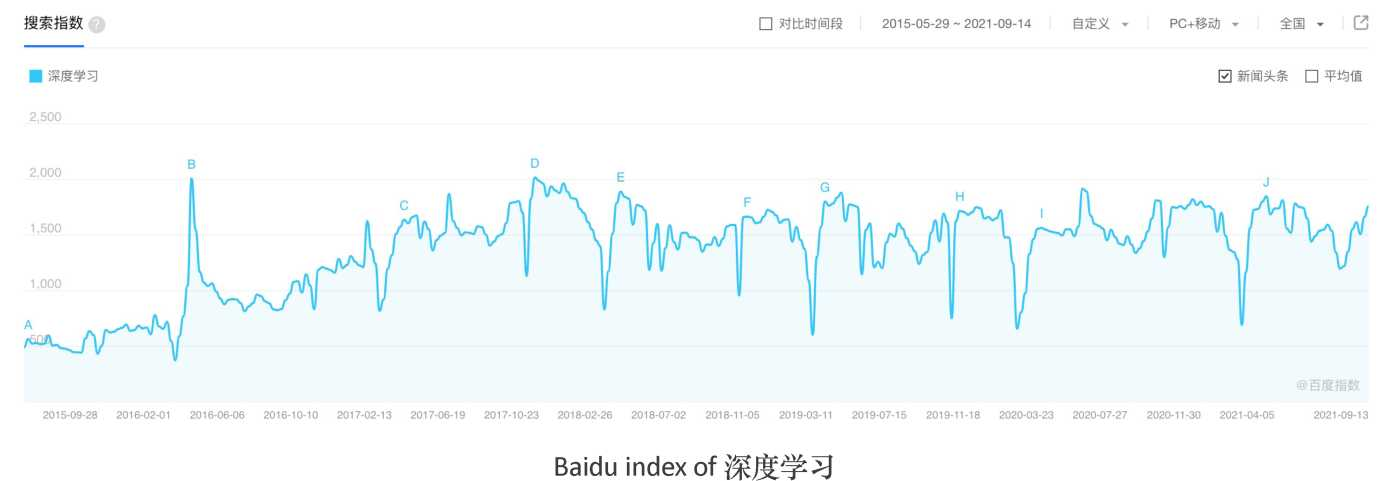 搜索指数 ? 对比时间段 2015-05-29 ~ 2021-09-14 自定义 PC+移动 全国
深度学习 新闻头条 平均值
2,500
D
B
2,000 E J
G
H
F
C
I
1,500
1,000
A
500
@百度指数
2015-09-28 2016-02-01 2016-06-06 2016-10-10 2017-02-13 2017-06-19 2017-10-23 2018-02-26 2018-07-02 2018-11-05 2019-03-11 2019-07-15 2019-11-18 2020-03-23 2020-07-27 2020-11-30 2021-04-05 2021-09-13
Baidu index of 深度学习